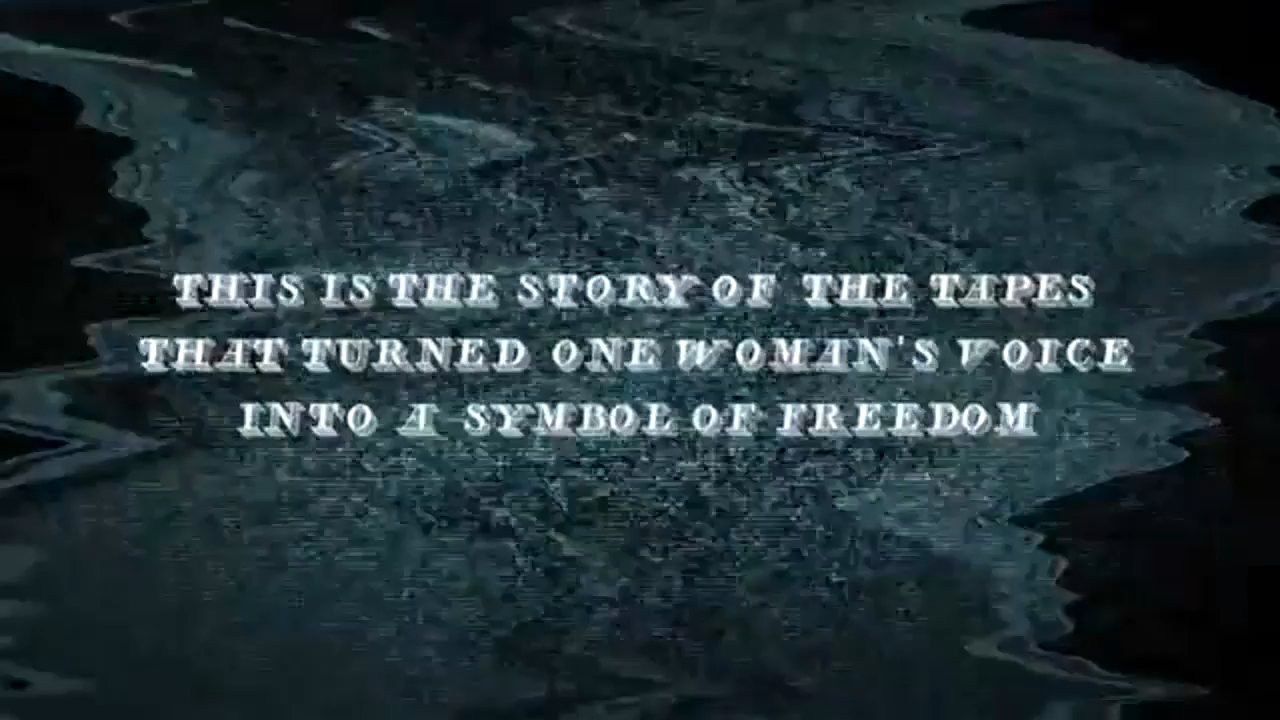 THIS IS THE STORY OF THE TAPES
THAT TURNED ONE WOMAN'S VOICE
INTO A SYMBOL OF FREEDOM